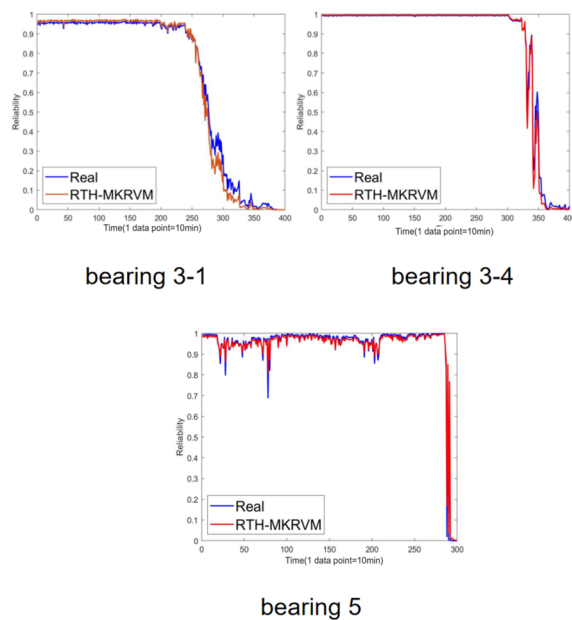 1
0.9
0.8
0.7
0.6
0.5
0.4
0.3
0.2
0.1
0
Reliability
Real
RTH-MKRVM
0 50 100 150 200 250 300 350 400
Time(1 data point=10min)
bearing 3-1
1
0.9
0.8
0.7
0.6
0.5
0.4
0.3
0.2
0.1
0
Reliability
Real
RTH-MKRVM
0 50 100 150 200 250 300 350 400
Time(1 data point=10min)
bearing 3-4
1
0.9
0.8
0.7
0.6
0.5
0.4
0.3
0.2
0.1
0
Reliability
Real
RTH-MKRVM
0 50 100 150 200 250 300
Time(1 data point=10min)
bearing 5